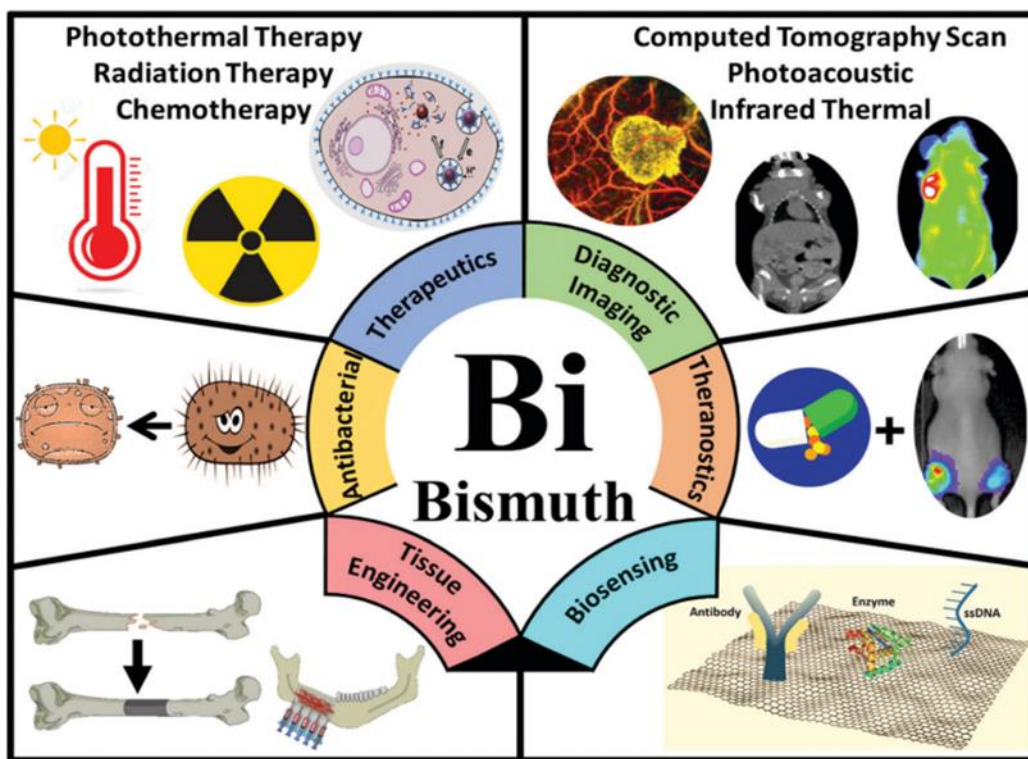 Photothermal Therapy
Radiation Therapy
Chemotherapy
Computed Tomography Scan
Photoacoustic
Infrared Thermal
Therapeutics
Diagnostic
Imaging
Antibacterial
Theranostics
Bi
Bismuth
Tissue
Engineering
Biosensing
Antibody
Enzyme
ssDNA